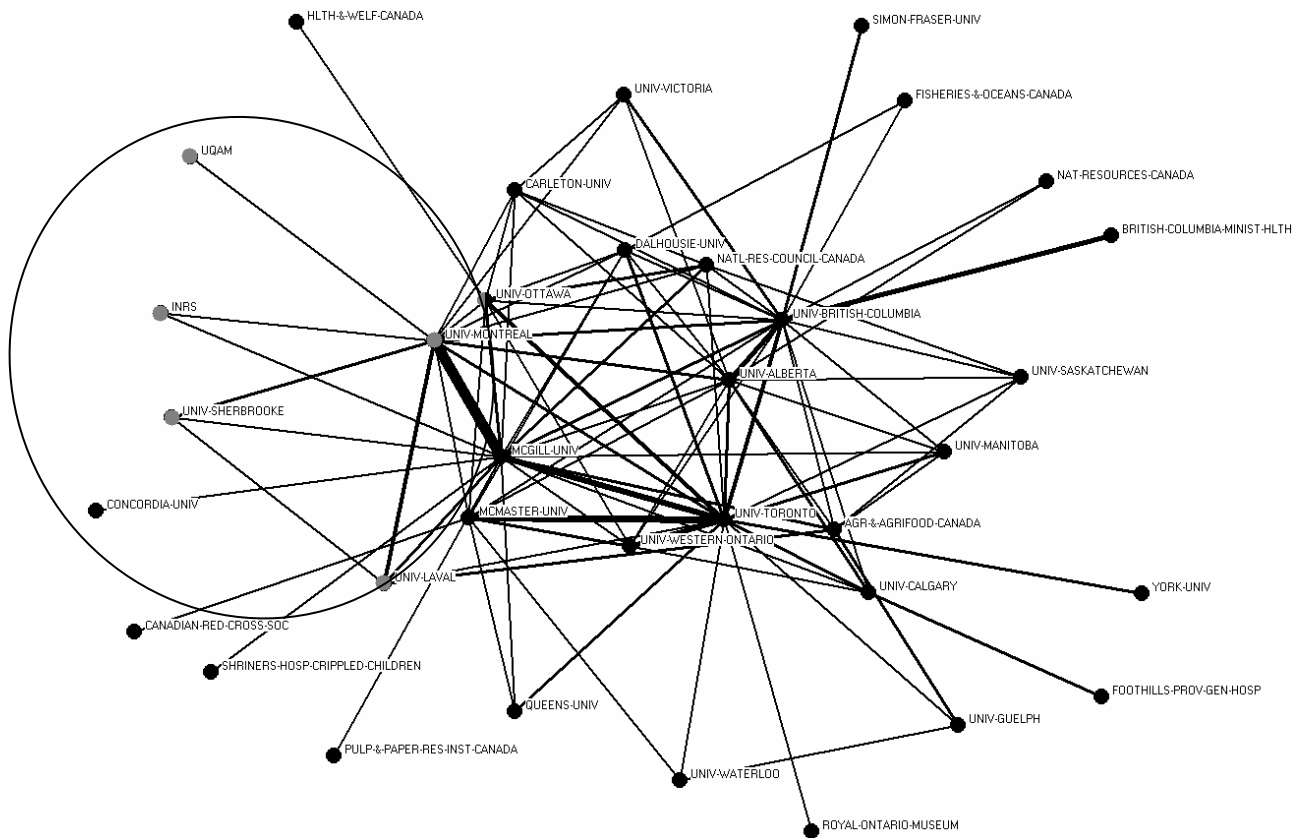 HLTH-&-WELF-CANADA
SIMON-FRASER-UNIV
UNIV-VICTORIA
FISHERIES-&-OCEANS-CANADA
UQAM
CARLETON-UNIV
NAT-RESOURCES-CANADA
BRITISH-COLUMBIA-MINIST-HLTH
DALHOUSIE-UNIV
NATL-RES-COUNCIL-CANADA
UNIV-OTTAWA
INRS
UNIV-BRITISH-COLUMBIA
UNIV-MONTREAL
UNIV-ALBERTA
UNIV-SASKATCHEWAN
UNIV-SHERBROOKE
UNIV-MANITOBA
MCGILL-UNIV
CONCORDIA-UNIV
MCMASTER-UNIV
UNIV-TORONTO
AGR-&-AGRIFOOD-CANADA
UNIV-WESTERN-ONTARIO
UNIV-LAVAL
UNIV-CALGARY
YORK-UNIV
CANADIAN-RED-CROSS-SOC
SHRINERS-HOSP-CRIPPLED-CHILDREN
FOOTHILLS-PROV-GEN-HOSP
QUEENS-UNIV
UNIV-GUELPH
PULP-&-PAPER-RES-INST-CANADA
UNIV-WATERLOO
ROYAL-ONTARIO-MUSEUM